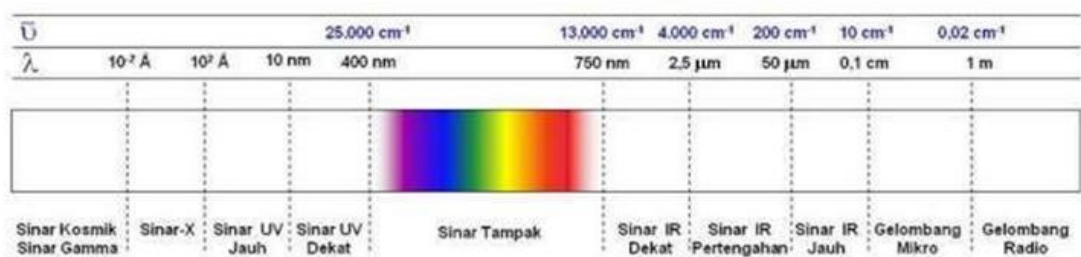 ῡ 25.000 cm⁻¹ 13.000 cm⁻¹ 4.000 cm⁻¹ 200 cm⁻¹ 10 cm⁻¹ 0,02 cm⁻¹
λ 10⁻² Å 10² Å 10 nm 400 nm 750 nm 2,5 μm 50 μm 0,1 cm 1 m
Sinar Kosmik Sinar-X Sinar UV Sinar UV Sinar Tampak Sinar IR Sinar IR Sinar IR Gelombang Gelombang
Sinar Gamma Jauh Dekat Dekat Pertengahan Jauh Mikro Radio